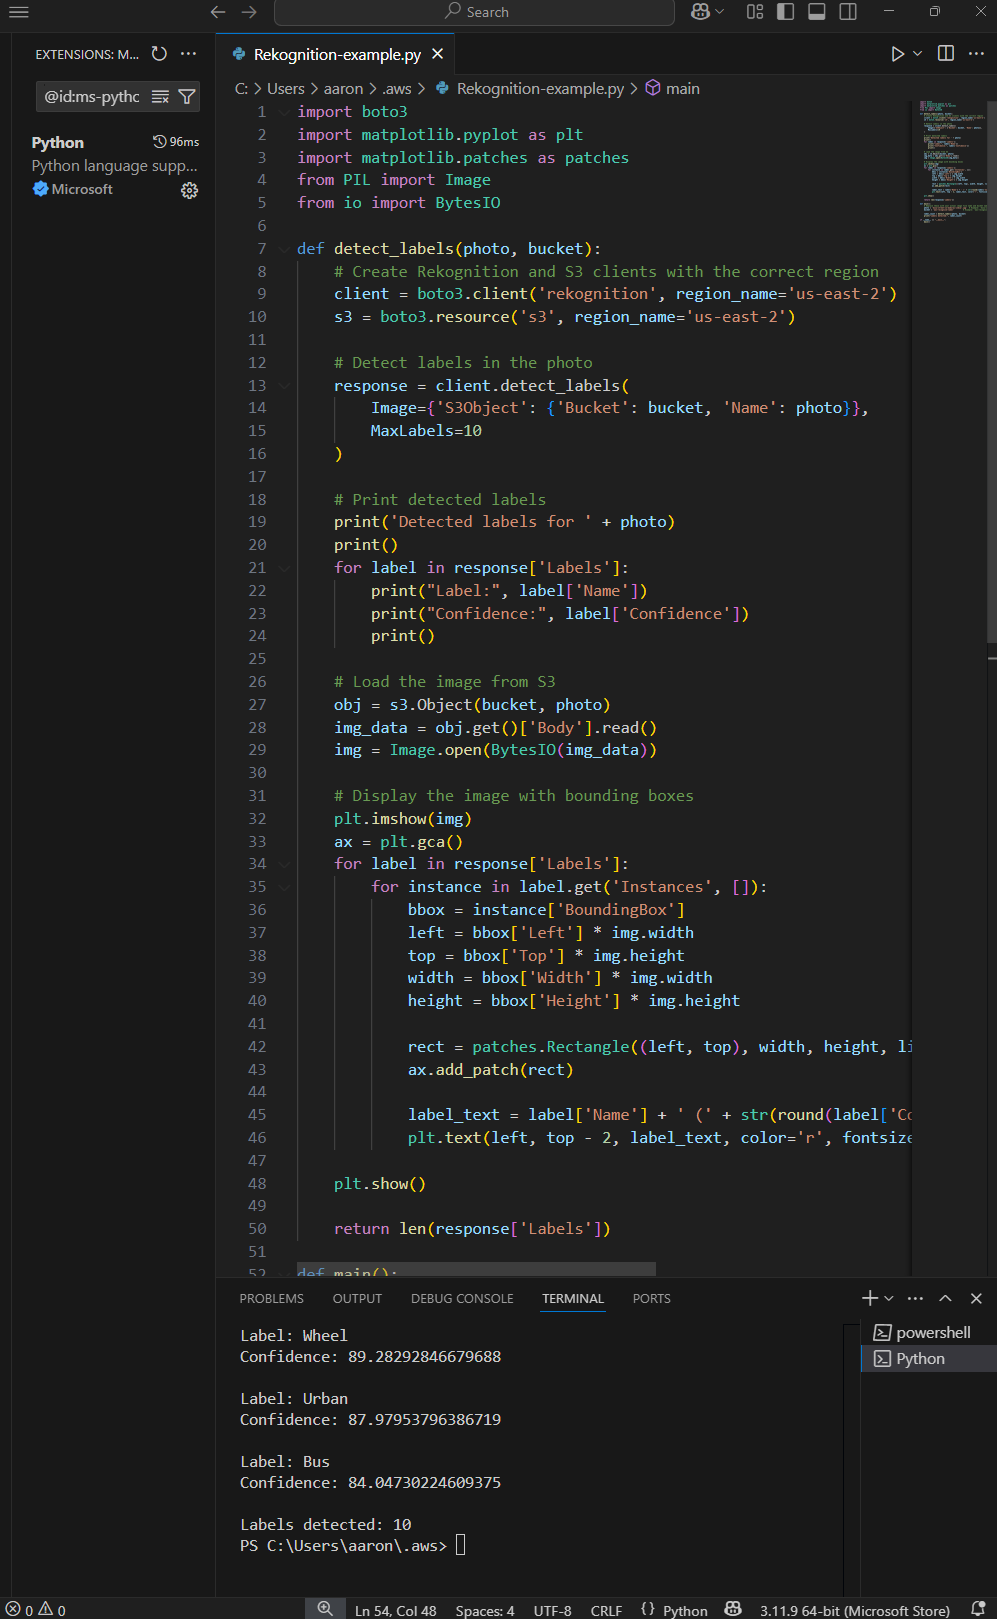 Search
EXTENSIONS: M...
Rekognition-example.py
@id:ms-pythc
C: > Users > aaron > .aws > Rekognition-example.py > main
Python 96ms
Python language supp...
Microsoft
1 import boto3
2 import matplotlib.pyplot as plt
3 import matplotlib.patches as patches
4 from PIL import Image
5 from io import BytesIO
6
7 def detect_labels(photo, bucket):
8 # Create Rekognition and S3 clients with the correct region
9 client = boto3.client('rekognition', region_name='us-east-2')
10 s3 = boto3.resource('s3', region_name='us-east-2')
11
12 # Detect labels in the photo
13 response = client.detect_labels(
14 Image={'S3Object': {'Bucket': bucket, 'Name': photo}},
15 MaxLabels=10
16 )
17
18 # Print detected labels
19 print('Detected labels for ' + photo)
20 print()
21 for label in response['Labels']:
22 print("Label:", label['Name'])
23 print("Confidence:", label['Confidence'])
24 print()
25
26 # Load the image from S3
27 obj = s3.Object(bucket, photo)
28 img_data = obj.get()['Body'].read()
29 img = Image.open(BytesIO(img_data))
30
31 # Display the image with bounding boxes
32 plt.imshow(img)
33 ax = plt.gca()
34 for label in response['Labels']:
35 for instance in label.get('Instances', []):
36 bbox = instance['BoundingBox']
37 left = bbox['Left'] * img.width
38 top = bbox['Top'] * img.height
39 width = bbox['Width'] * img.width
40 height = bbox['Height'] * img.height
41
42 rect = patches.Rectangle((left, top), width, height, li
43 ax.add_patch(rect)
44
45 label_text = label['Name'] + ' (' + str(round(label['Co
46 plt.text(left, top - 2, label_text, color='r', fontsize
47
48 plt.show()
49
50 return len(response['Labels'])
51
52 def main():
PROBLEMS OUTPUT DEBUG CONSOLE TERMINAL PORTS
Label: Wheel
Confidence: 89.28292846679688
Label: Urban
Confidence: 87.97953796386719
Label: Bus
Confidence: 84.04730224609375
Labels detected: 10
PS C:\Users\aaron\.aws>
powershell
Python
0 0 Ln 54, Col 48 Spaces: 4 UTF-8 CRLF {} Python 3.11.9 64-bit (Microsoft Store)